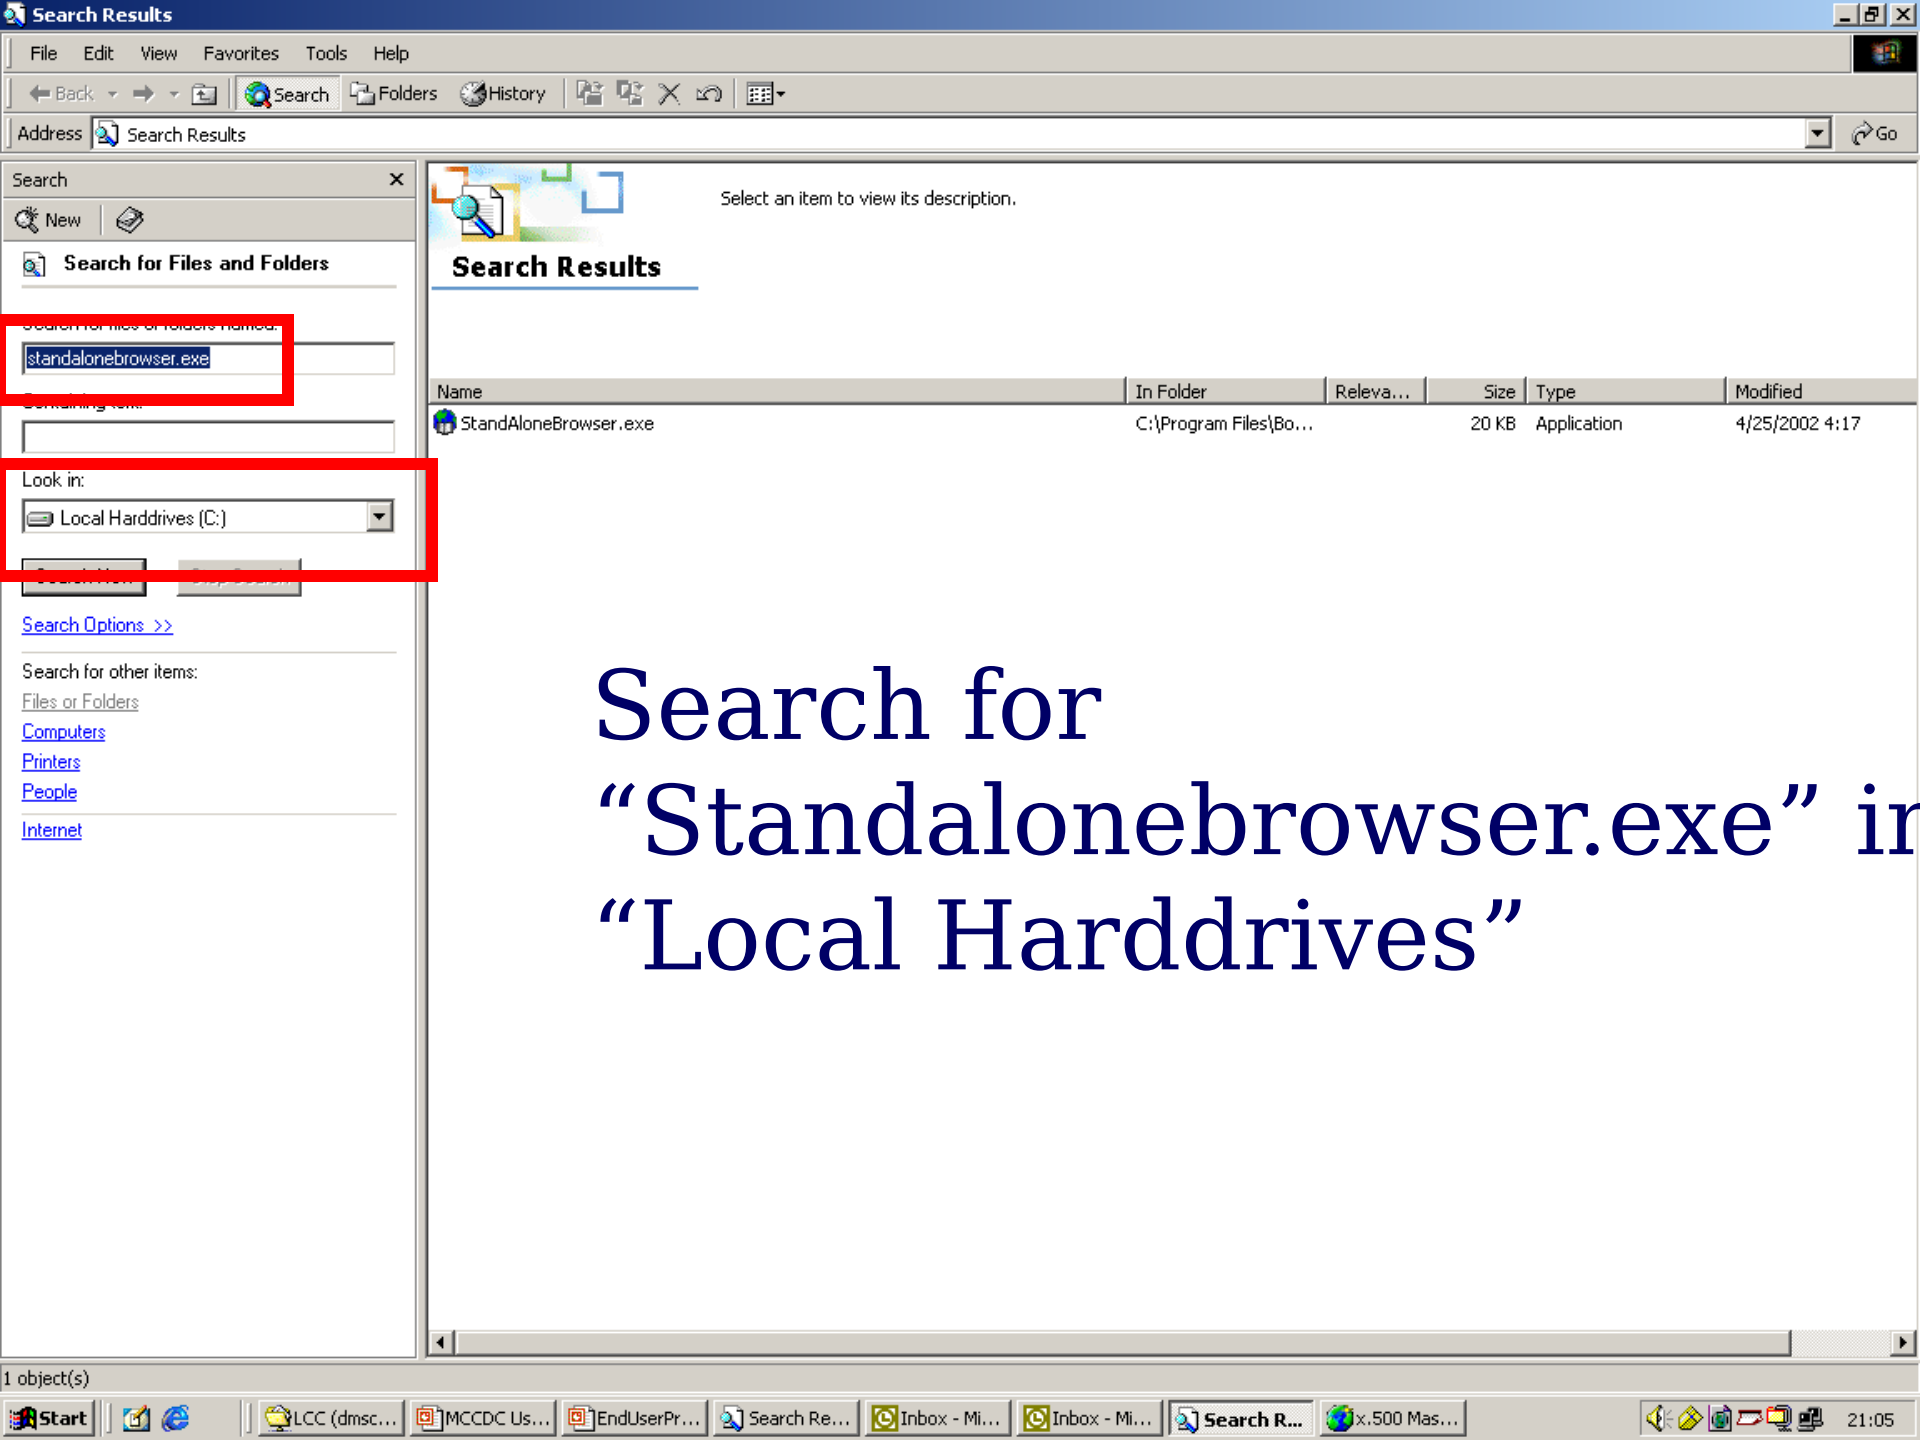 Search Results
File Edit View Favorites Tools Help
Back Search Folders History
Address Search Results Go
Search
New
Search for Files and Folders
standalonebrowser.exe
Look in:
Local Harddrives (C:)
Search Options >>
Search for other items:
Files or Folders
Computers
Printers
People
Internet
Select an item to view its description.
Search Results
Name In Folder Releva... Size Type Modified
StandAloneBrowser.exe C:\Program Files\Bo... 20 KB Application 4/25/2002 4:17
Search for
“Standalonebrowser.exe” in
“Local Harddrives”
1 object(s)
Start LCC (dmsc... MCCDC Us... EndUserPr... Search Re... Inbox - Mi... Inbox - Mi... Search R... x.500 Mas... 21:05